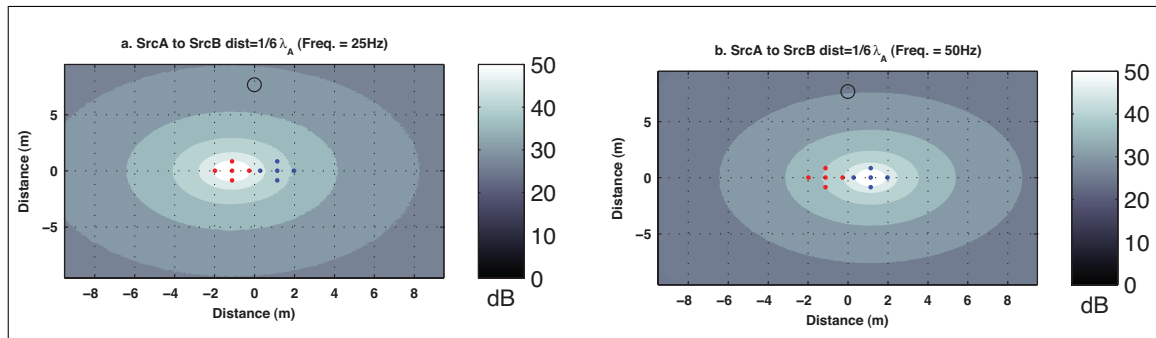 a. SrcA to SrcB dist=1/6 λ_A (Freq. = 25Hz)
Distance (m)
5
0
−5
−8 −6 −4 −2 0 2 4 6 8
Distance (m)
50
40
30
20
10
0
dB
b. SrcA to SrcB dist=1/6 λ_A (Freq. = 50Hz)
Distance (m)
5
0
−5
−8 −6 −4 −2 0 2 4 6 8
Distance (m)
50
40
30
20
10
0
dB